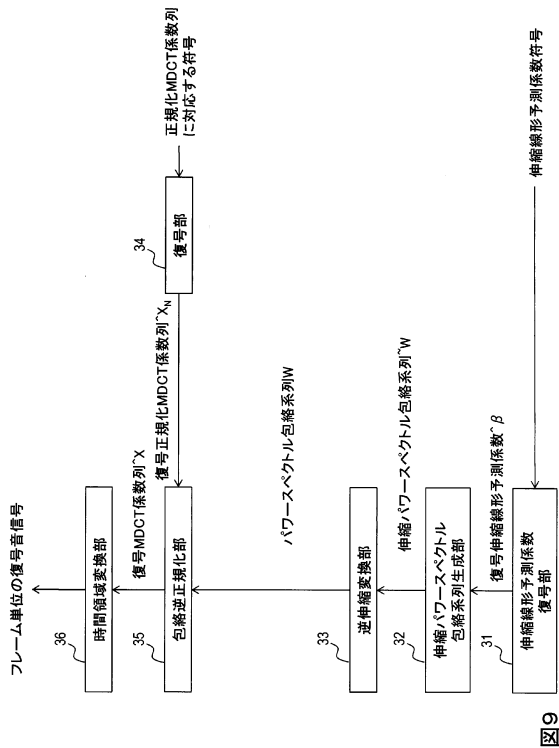 図9
伸縮線形予測係数符号
31
伸縮線形予測係数
復号部
復号伸縮線形予測係数^β
32
伸縮パワースペクトル
包絡系列生成部
伸縮パワースペクトル包絡系列~W
33
逆伸縮変換部
パワースペクトル包絡系列W
正規化MDCT係数列
に対応する符号
34
復号部
復号正規化MDCT係数列^XN
35
包絡逆正規化部
復号MDCT係数列^X
36
時間領域変換部
フレーム単位の復号音信号